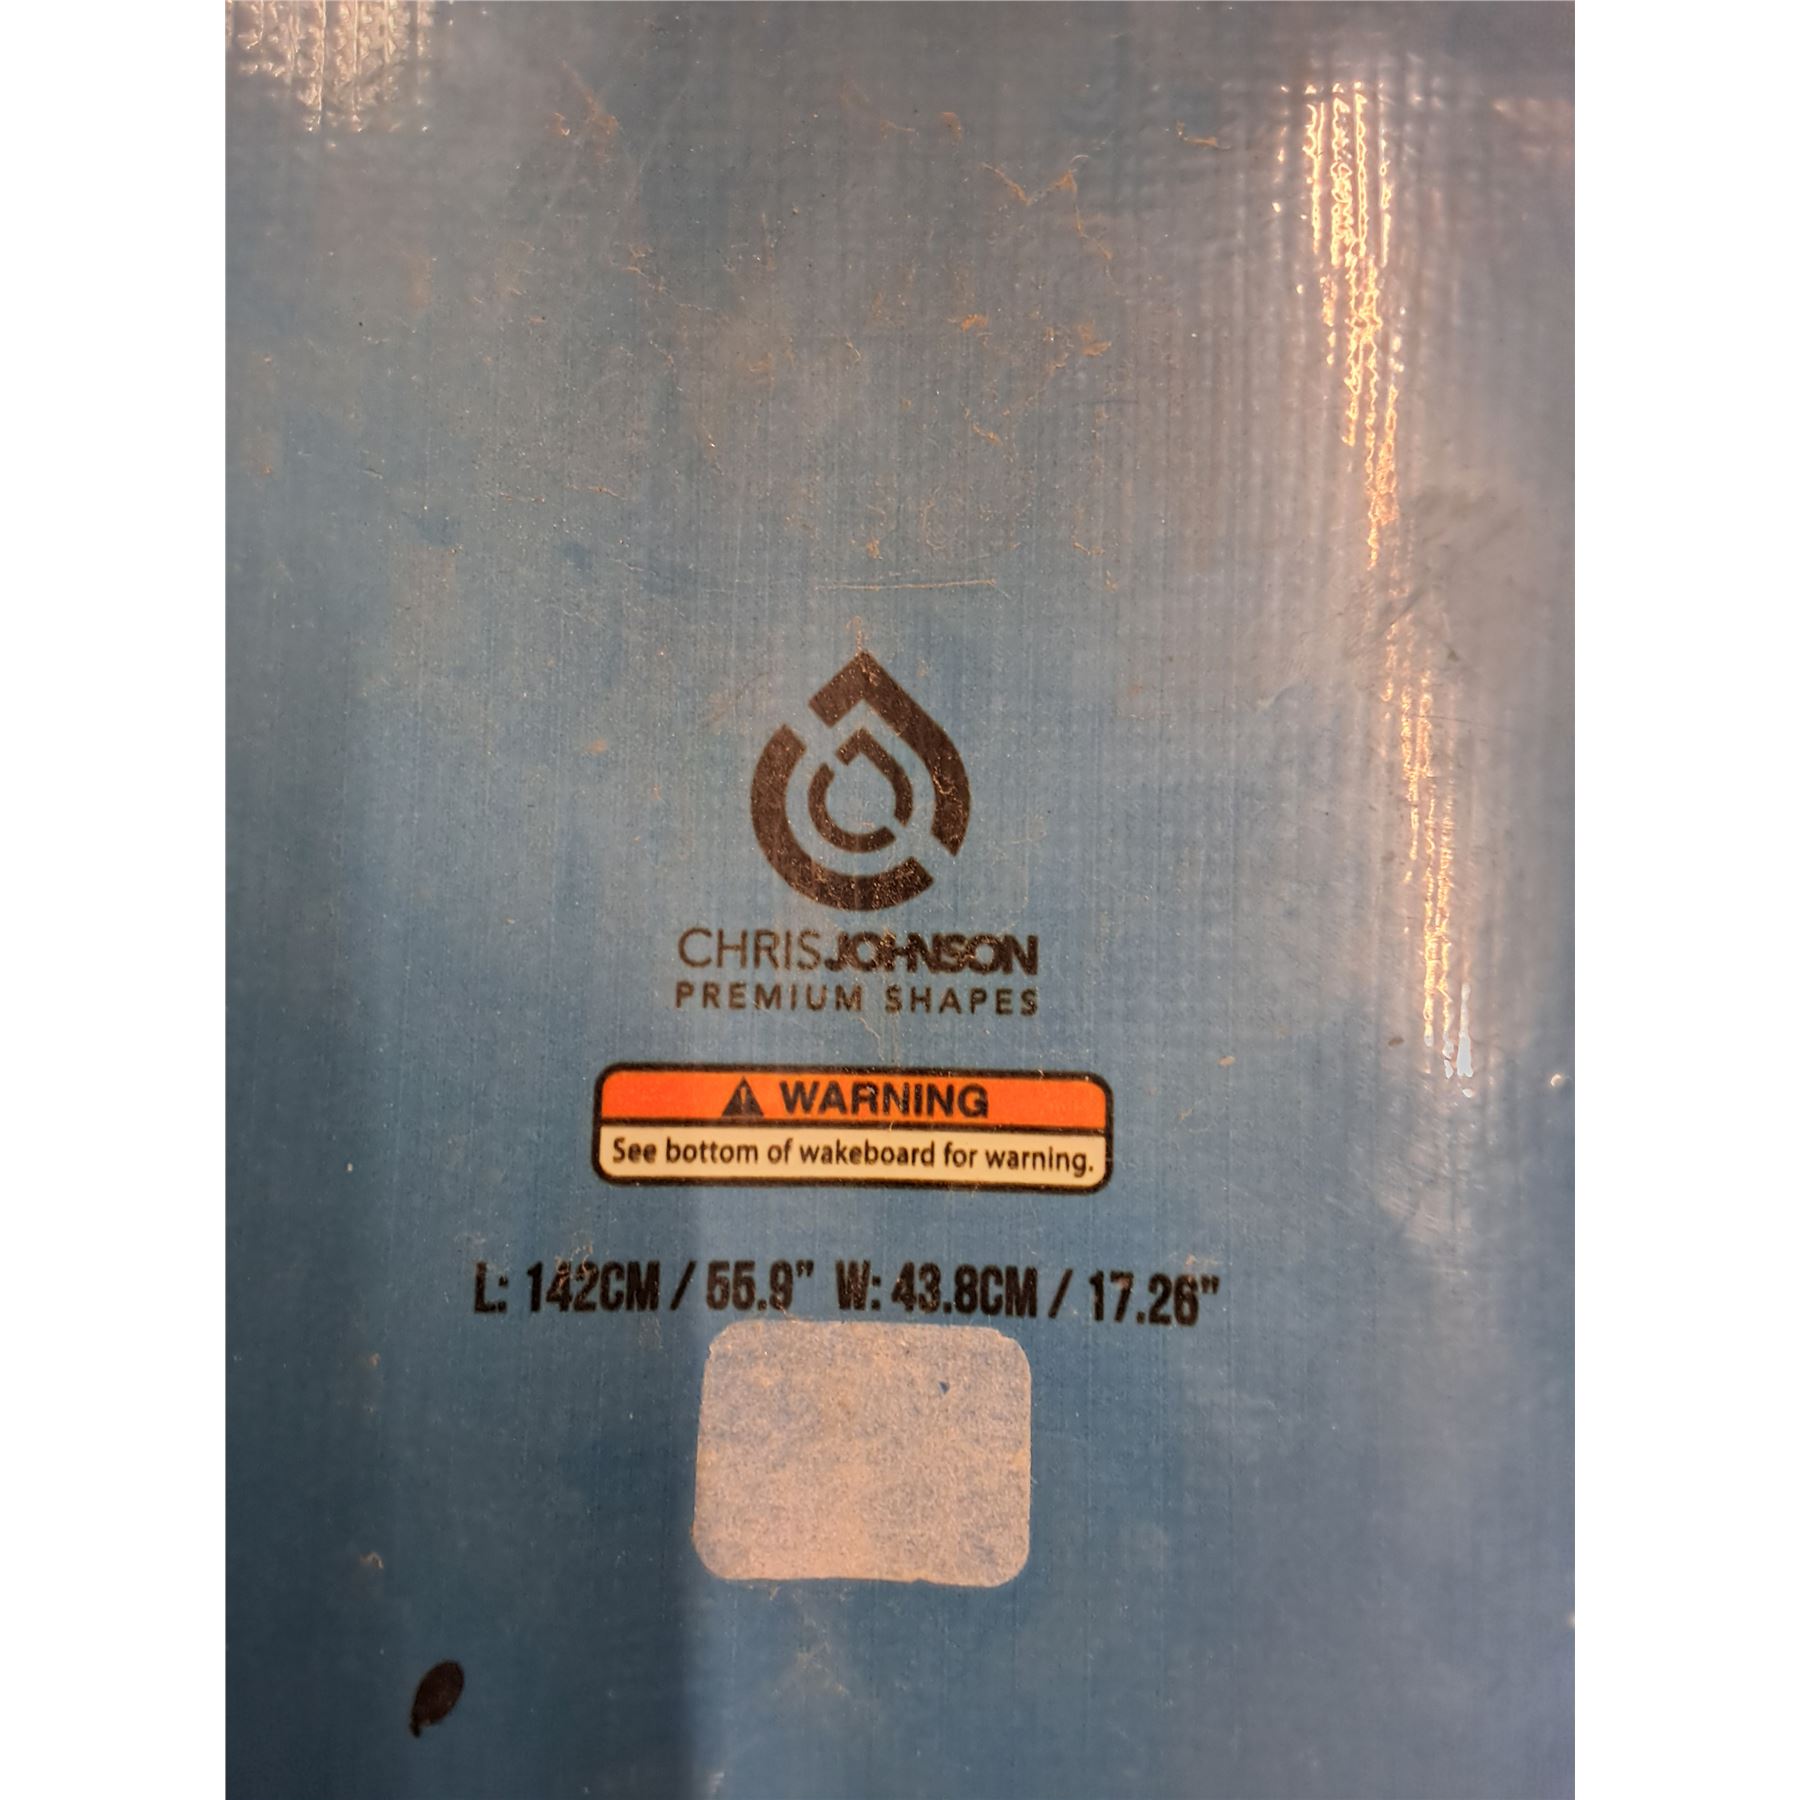 CHRISJOHNSON
PREMIUM SHAPES
WARNING
See bottom of wakeboard for warning.
L: 142CM / 55.9" W: 43.8CM / 17.26"